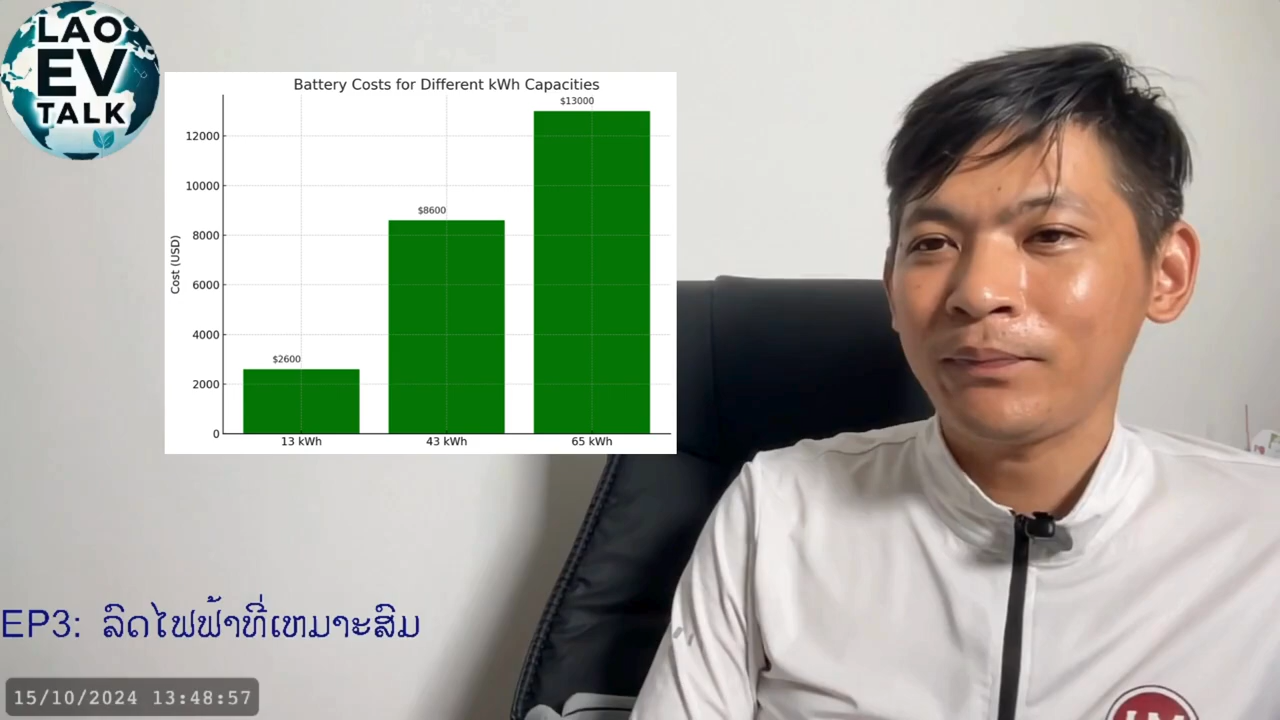 LAO
EV
TALK
Battery Costs for Different kWh Capacities
$13000
12000
10000
$8600
8000
Cost (USD)
6000
4000
$2600
2000
0
13 kWh
43 kWh
65 kWh
EP3: ລົດໄຟຟ້າທີ່ເຫມາະສົມ
15/10/2024 13:48:57